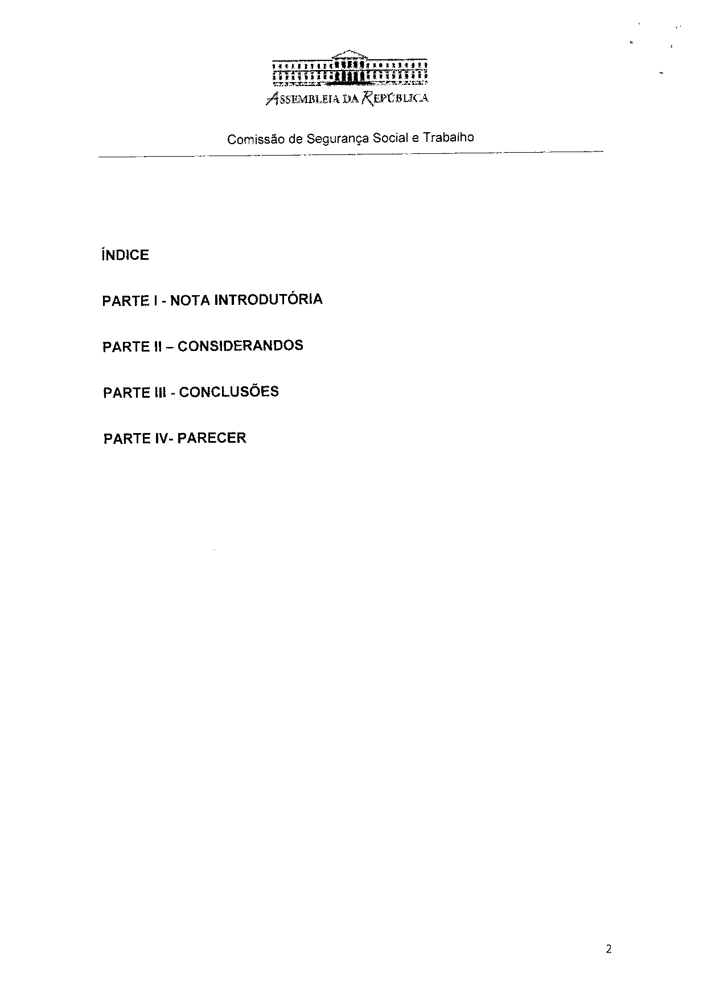 ASSEMBLEIA DA REPÚBLICA
Comissão de Segurança Social e Trabalho
ÍNDICE
PARTE I - NOTA INTRODUTÓRIA
PARTE II – CONSIDERANDOS
PARTE III - CONCLUSÕES
PARTE IV- PARECER
2